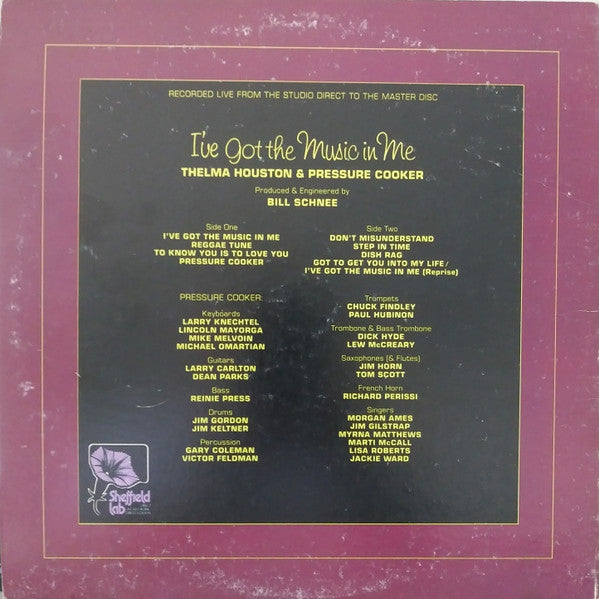 RECORDED LIVE FROM THE STUDIO DIRECT TO THE MASTER DISC
I've Got the Music in Me
THELMA HOUSTON & PRESSURE COOKER
Produced & Engineered by
BILL SCHNEE
Side One
I'VE GOT THE MUSIC IN ME
REGGAE TUNE
TO KNOW YOU IS TO LOVE YOU
PRESSURE COOKER
Side Two
DON'T MISUNDERSTAND
STEP IN TIME
DISH RAG
GOT TO GET YOU INTO MY LIFE/
I'VE GOT THE MUSIC IN ME (Reprise)
PRESSURE COOKER:
Keyboards
LARRY KNECHTEL
LINCOLN MAYORGA
MIKE MELVOIN
MICHAEL OMARTIAN
Guitars
LARRY CARLTON
DEAN PARKS
Bass
REINIE PRESS
Drums
JIM GORDON
JIM KELTNER
Percussion
GARY COLEMAN
VICTOR FELDMAN
Trumpets
CHUCK FINDLEY
PAUL HUBINON
Trombone & Bass Trombone
DICK HYDE
LEW McCREARY
Saxophones (& Flutes)
JIM HORN
TOM SCOTT
French Horn
RICHARD PERISSI
Singers
MORGAN AMES
JIM GILSTRAP
MYRNA MATTHEWS
MARTI McCALL
LISA ROBERTS
JACKIE WARD
Sheffield
Lab